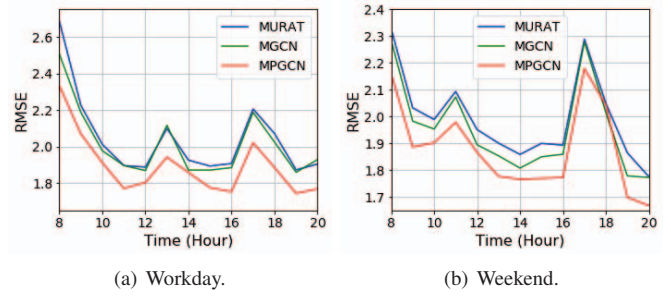 2.6
2.4
2.2
2.0
1.8
RMSE
MURAT
MGCN
MPGCN
8 10 12 14 16 18 20
Time (Hour)
(a) Workday.
2.4
2.3
2.2
2.1
2.0
1.9
1.8
1.7
RMSE
MURAT
MGCN
MPGCN
8 10 12 14 16 18 20
Time (Hour)
(b) Weekend.